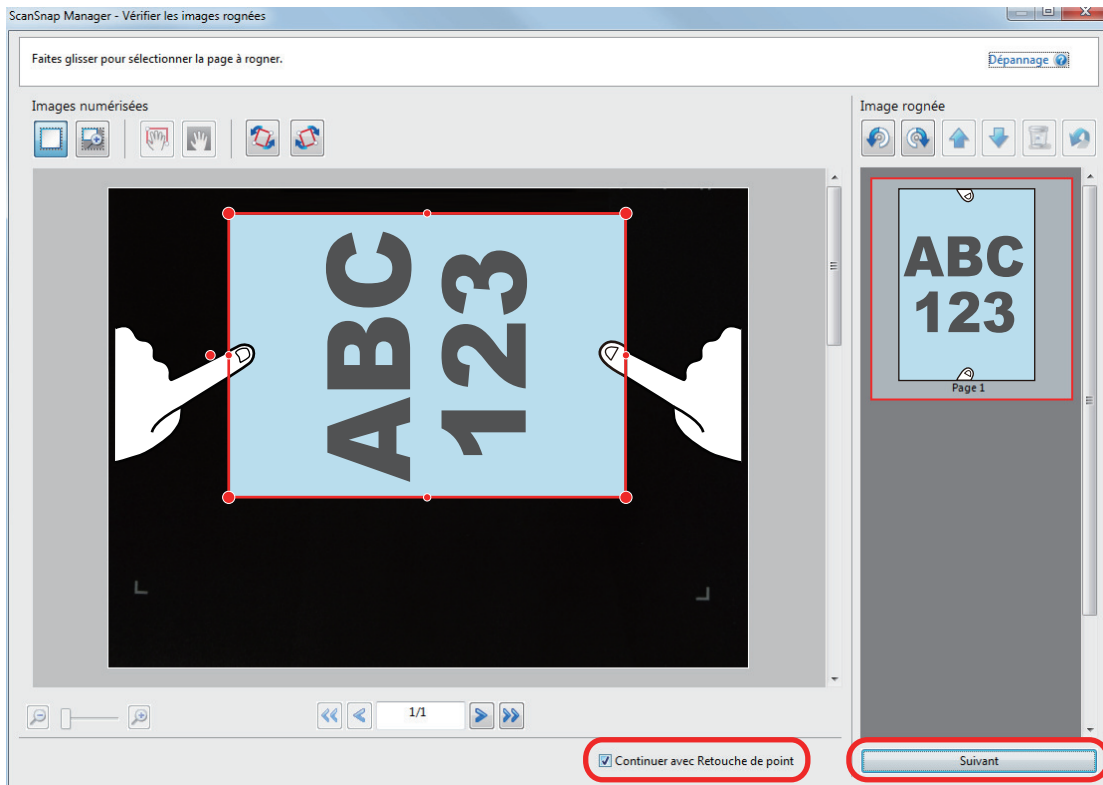 ScanSnap Manager - Vérifier les images rognées
Faites glisser pour sélectionner la page à rogner.
Dépannage
Images numérisées
Image rognée
ABC
123
ABC
123
Page 1
1/1
Continuer avec Retouche de point
Suivant